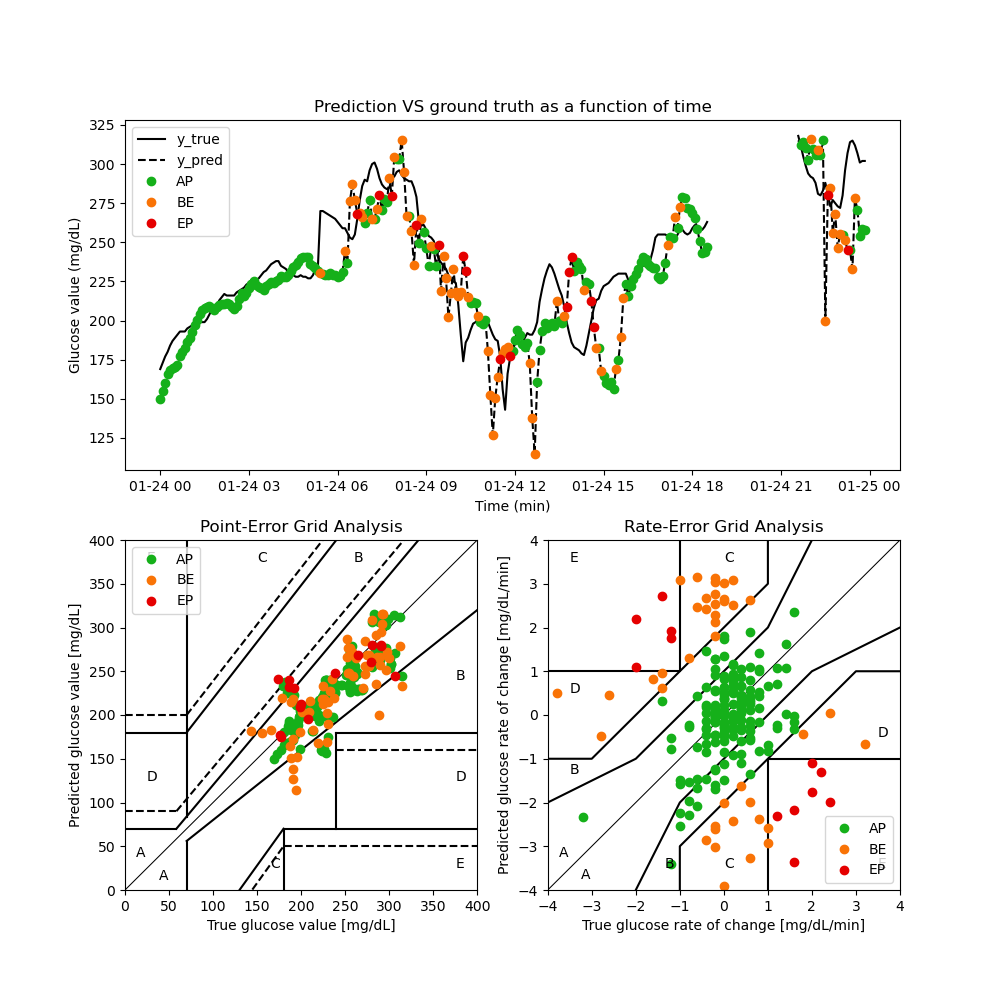 Prediction VS ground truth as a function of time
Glucose value (mg/dL)
325
300
275
250
225
200
175
150
125
y_true
y_pred
AP
BE
EP
01-24 00 01-24 03 01-24 06 01-24 09 01-24 12 01-24 15 01-24 18 01-24 21 01-25 00
Time (min)
Point-Error Grid Analysis
Predicted glucose value [mg/dL]
400
350
300
250
200
150
100
50
0
AP
BE
EP
C B
B
D D
A
A
C E
0 50 100 150 200 250 300 350 400
True glucose value [mg/dL]
Rate-Error Grid Analysis
Predicted glucose rate of change [mg/dL/min]
4
3
2
1
0
−1
−2
−3
−4
E C
D
D
B
A
A
B C
AP
BE
EP
−4 −3 −2 −1 0 1 2 3 4
True glucose rate of change [mg/dL/min]